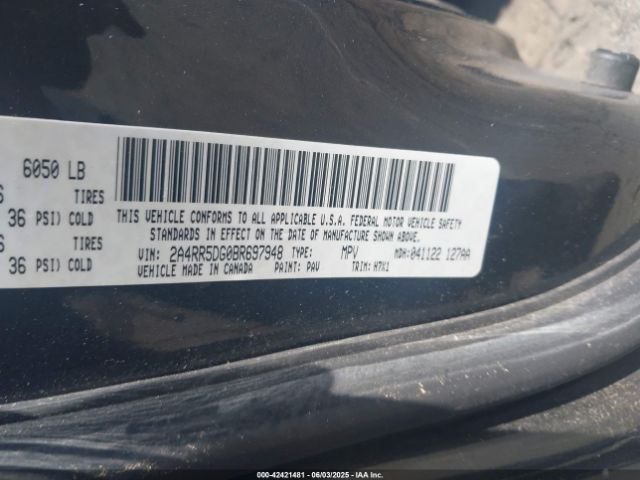 6050 LB
TIRES
36 PSI) COLD
TIRES
36 PSI) COLD
THIS VEHICLE CONFORMS TO ALL APPLICABLE U.S.A. FEDERAL MOTOR VEHICLE SAFETY
STANDARDS IN EFFECT ON THE DATE OF MANUFACTURE SHOWN ABOVE.
VIN: 2A4RR5DG0BR697948 TYPE: MPV MDH: 041122 127AA
VEHICLE MADE IN CANADA PAINT: PAV TRIM: H7X1
000-42421481 - 06/03/2025 - IAA, Inc.